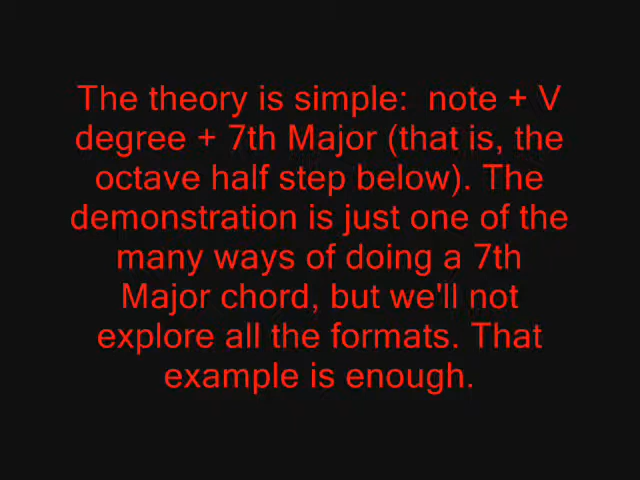 The theory is simple:  note + V
degree + 7th Major (that is, the
octave half step below). The
demonstration is just one of the
many ways of doing a 7th
Major chord, but we'll not
explore all the formats. That
example is enough.